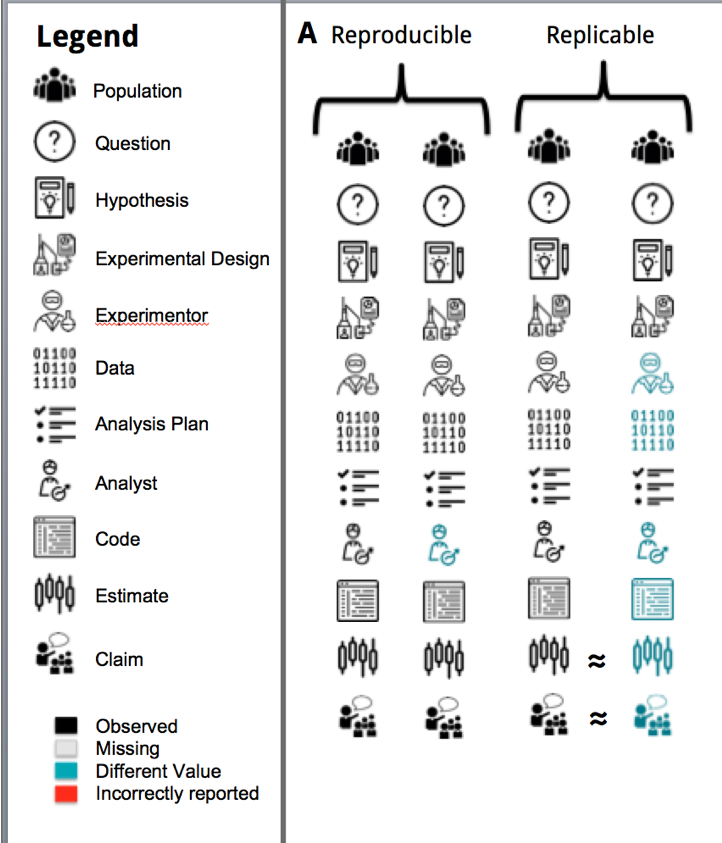 Legend
Population
Question
Hypothesis
Experimental Design
Experimentor
01100
10110
11110
Data
Analysis Plan
Analyst
Code
Estimate
Claim
Observed
Missing
Different Value
Incorrectly reported
A Reproducible Replicable
? ? ? ?
01100 01100 01100 01100
10110 10110 10110 10110
11110 11110 11110 11110
≈
≈